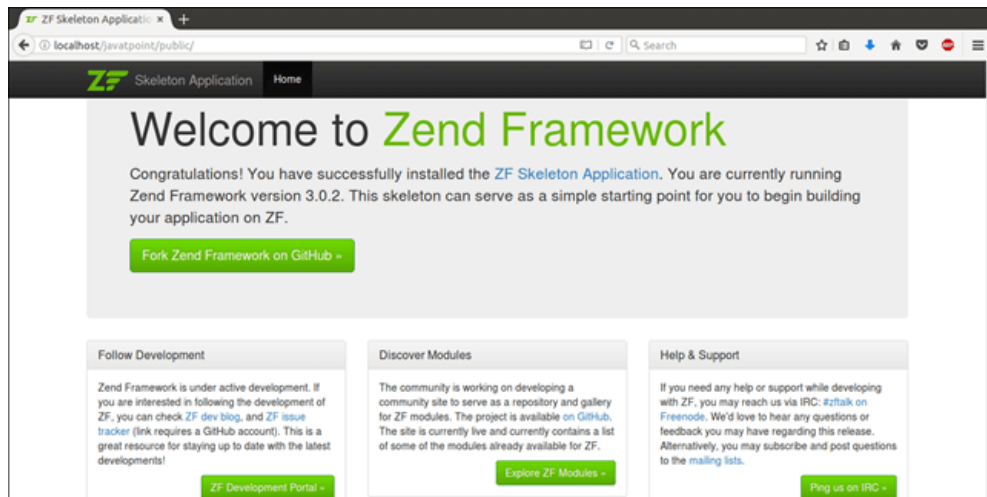 ZF Skeleton Applicatio
localhost/javatpoint/public/
Search
ZF Skeleton Application Home
Welcome to Zend Framework
Congratulations! You have successfully installed the ZF Skeleton Application. You are currently running
Zend Framework version 3.0.2. This skeleton can serve as a simple starting point for you to begin building
your application on ZF.
Fork Zend Framework on GitHub »
Follow Development
Zend Framework is under active development. If
you are interested in following the development of
ZF, you can check ZF dev blog, and ZF issue
tracker (link requires a GitHub account). This is a
great resource for staying up to date with the latest
developments!
ZF Development Portal »
Discover Modules
The community is working on developing a
community site to serve as a repository and gallery
for ZF modules. The project is available on GitHub.
The site is currently live and currently contains a list
of some of the modules already available for ZF.
Explore ZF Modules »
Help & Support
If you need any help or support while developing
with ZF, you may reach us via IRC: #zftalk on
Freenode. We'd love to hear any questions or
feedback you may have regarding this release.
Alternatively, you may subscribe and post questions
to the mailing lists.
Ping us on IRC »